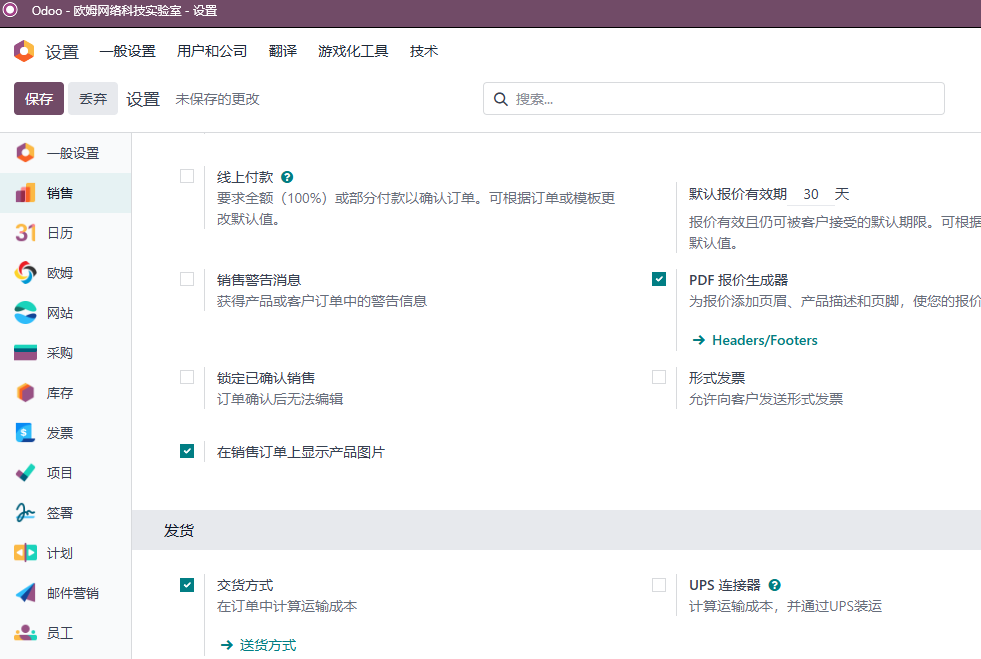 Odoo - 欧姆网络科技实验室 - 设置
设置 一般设置 用户和公司 翻译 游戏化工具 技术
保存 丢弃 设置 未保存的更改 搜索...
一般设置
销售
日历
欧姆
网站
采购
库存
发票
项目
签署
计划
邮件营销
员工
线上付款
要求全额（100%）或部分付款以确认订单。可根据订单或模板更
改默认值。
默认报价有效期 30 天
报价有效且仍可被客户接受的默认期限。可根据
默认值。
销售警告消息
获得产品或客户订单中的警告信息
PDF 报价生成器
为报价添加页眉、产品描述和页脚，使您的报价
Headers/Footers
锁定已确认销售
订单确认后无法编辑
形式发票
允许向客户发送形式发票
在销售订单上显示产品图片
发货
交货方式
在订单中计算运输成本
送货方式
UPS 连接器
计算运输成本，并通过UPS装运